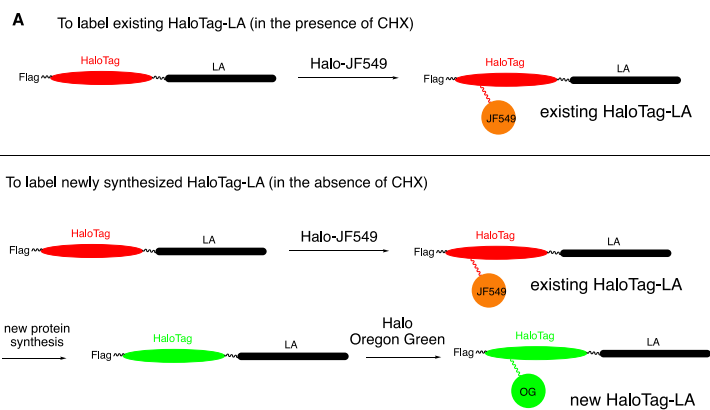 A To label existing HaloTag-LA (in the presence of CHX)
HaloTag LA Halo-JF549 HaloTag LA
Flag Flag
JF549 existing HaloTag-LA
To label newly synthesized HaloTag-LA (in the absence of CHX)
HaloTag LA Halo-JF549 HaloTag LA
Flag Flag
JF549 existing HaloTag-LA
new protein
synthesis
HaloTag LA
Flag
Halo
Oregon Green
HaloTag LA
Flag
OG
new HaloTag-LA